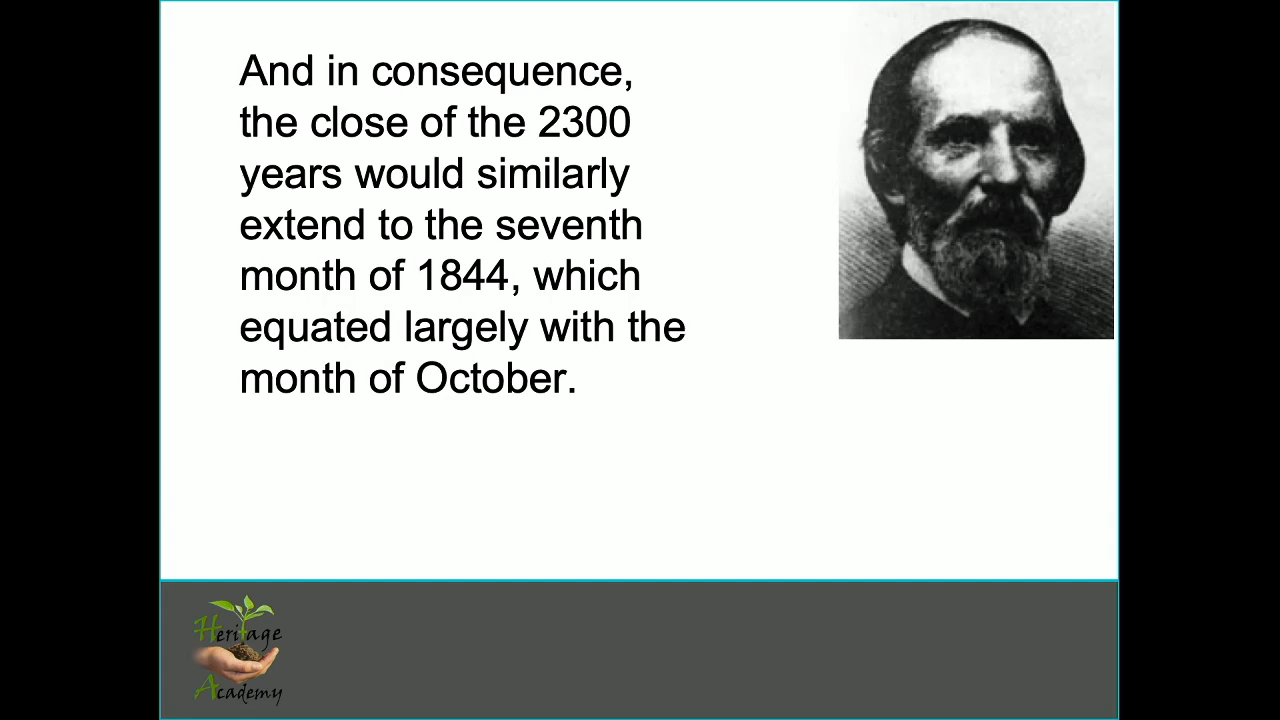 And in consequence,
the close of the 2300
years would similarly
extend to the seventh
month of 1844, which
equated largely with the
month of October.
Heritage
Academy